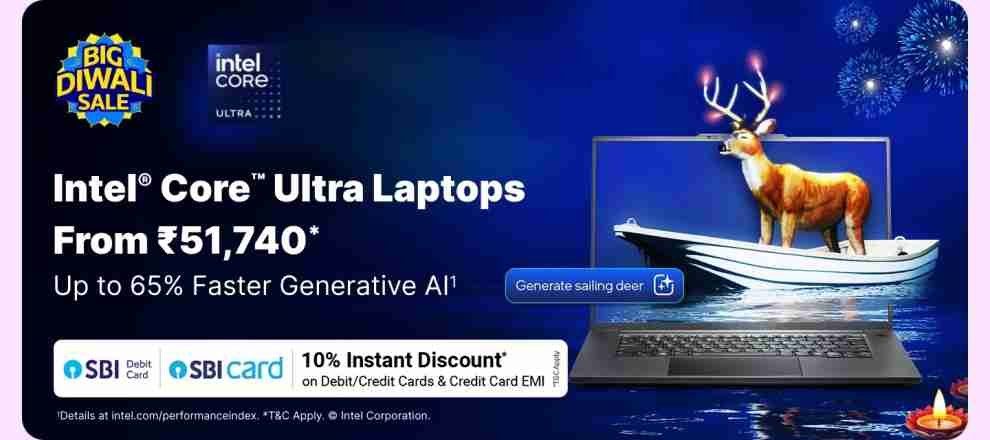 BIG
DIWALI
SALE
intel
CORE
ULTRA
Intel® Core™ Ultra Laptops
From ₹51,740*
Up to 65% Faster Generative AI¹
Generate sailing deer
SBI Debit Card
SBI card
10% Instant Discount*
on Debit/Credit Cards & Credit Card EMI
*T&C Apply
¹Details at intel.com/performanceindex. *T&C Apply. © Intel Corporation.